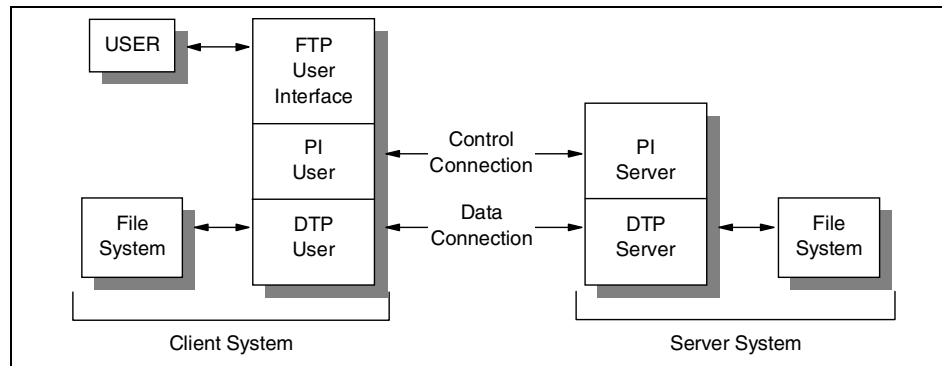 USER
FTP
User
Interface
PI
User
Control
Connection
PI
Server
File
System
DTP
User
Data
Connection
DTP
Server
File
System
Client System
Server System